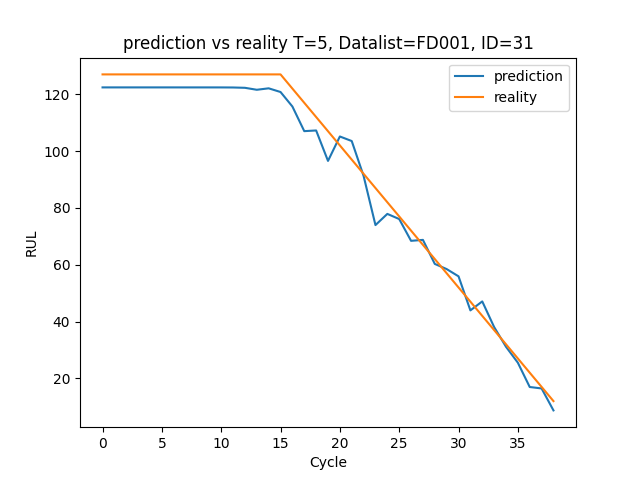 prediction vs reality T=5, Datalist=FD001, ID=31
prediction
reality
RUL
120
100
80
60
40
20
0 5 10 15 20 25 30 35
Cycle